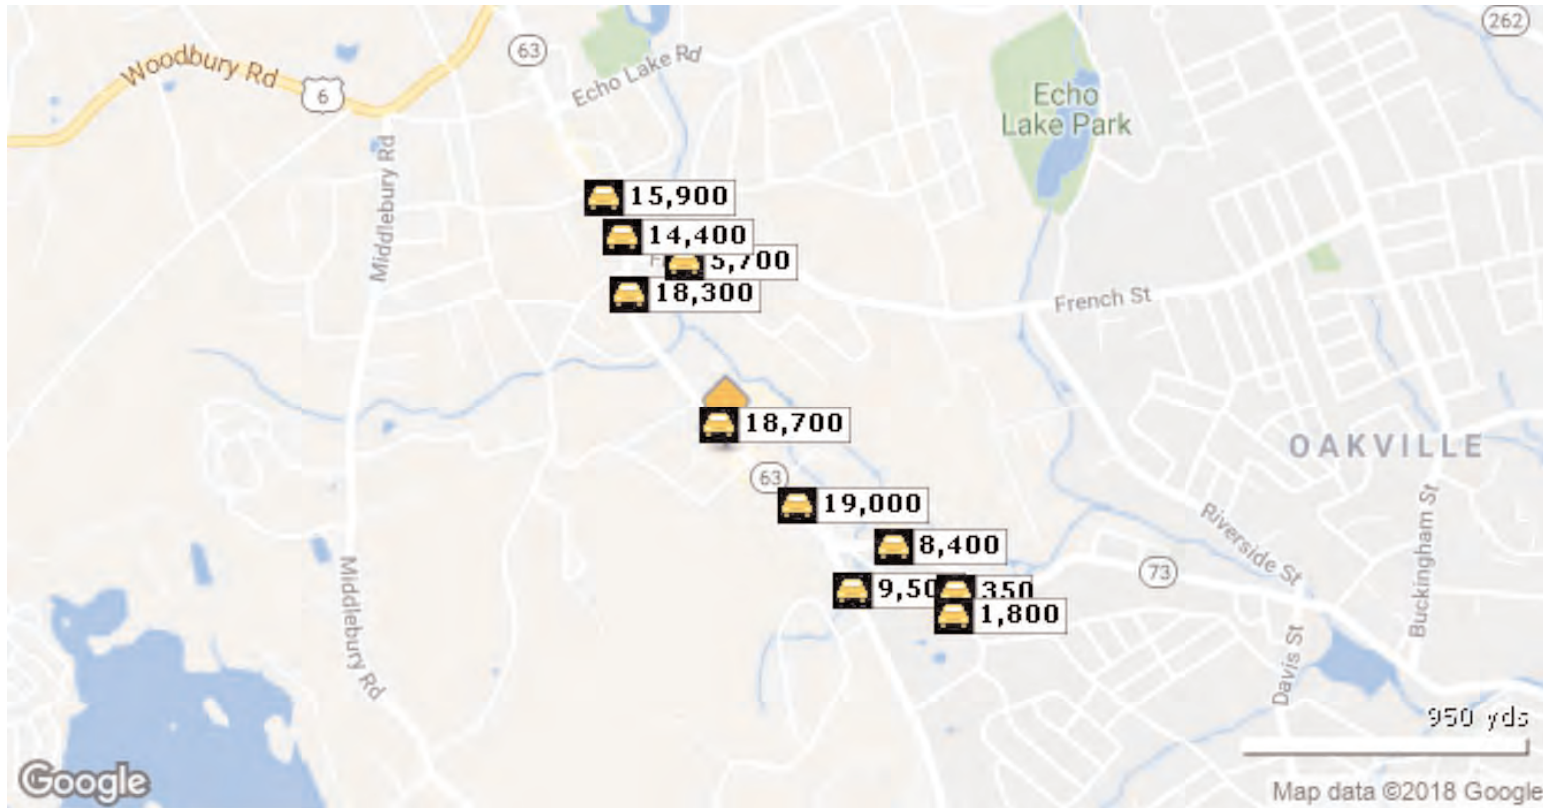 262
63
Woodbury Rd
6
Echo Lake Rd
Echo
Lake Park
Middlebury Rd
15,900
14,400
5,700
18,300
French St
18,700
OAKVILLE
63
19,000
Buckingham St
Riverside St
8,400
73
Middlebury Rd
350
1,800
Davis St
950 yds
Google
Map data ©2018 Google